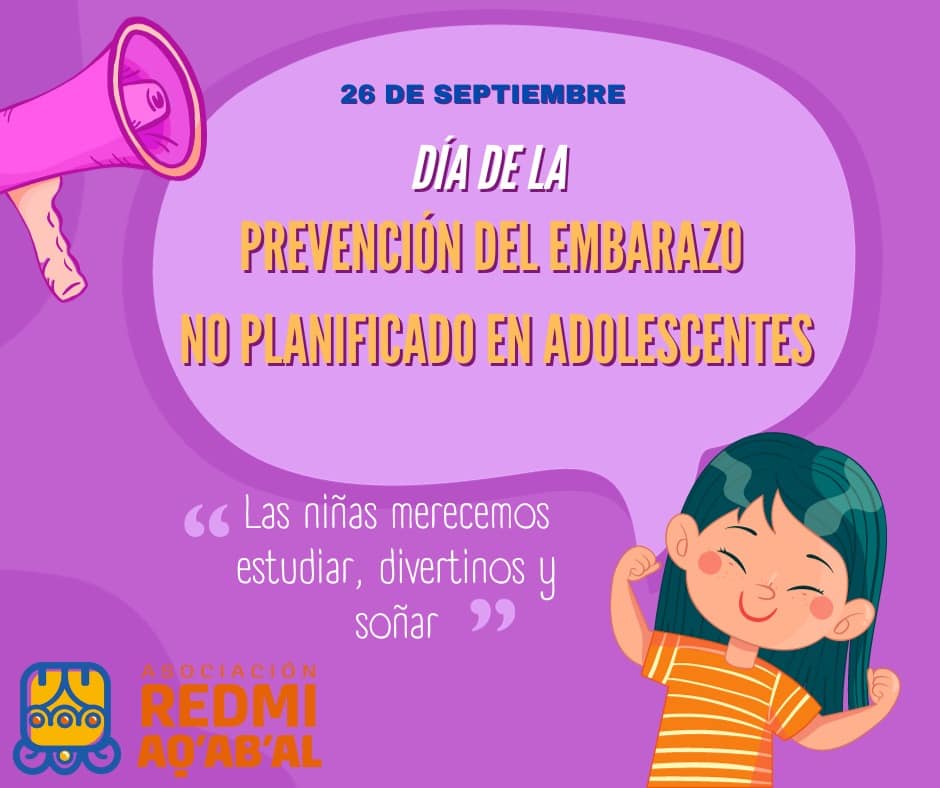 26 DE SEPTIEMBRE
DÍA DE LA
PREVENCIÓN DEL EMBARAZO
NO PLANIFICADO EN ADOLESCENTES
“ Las niñas merecemos
estudiar, divertinos y
soñar ”
ASOCIACIÓN
REDMI
AQ'AB'AL